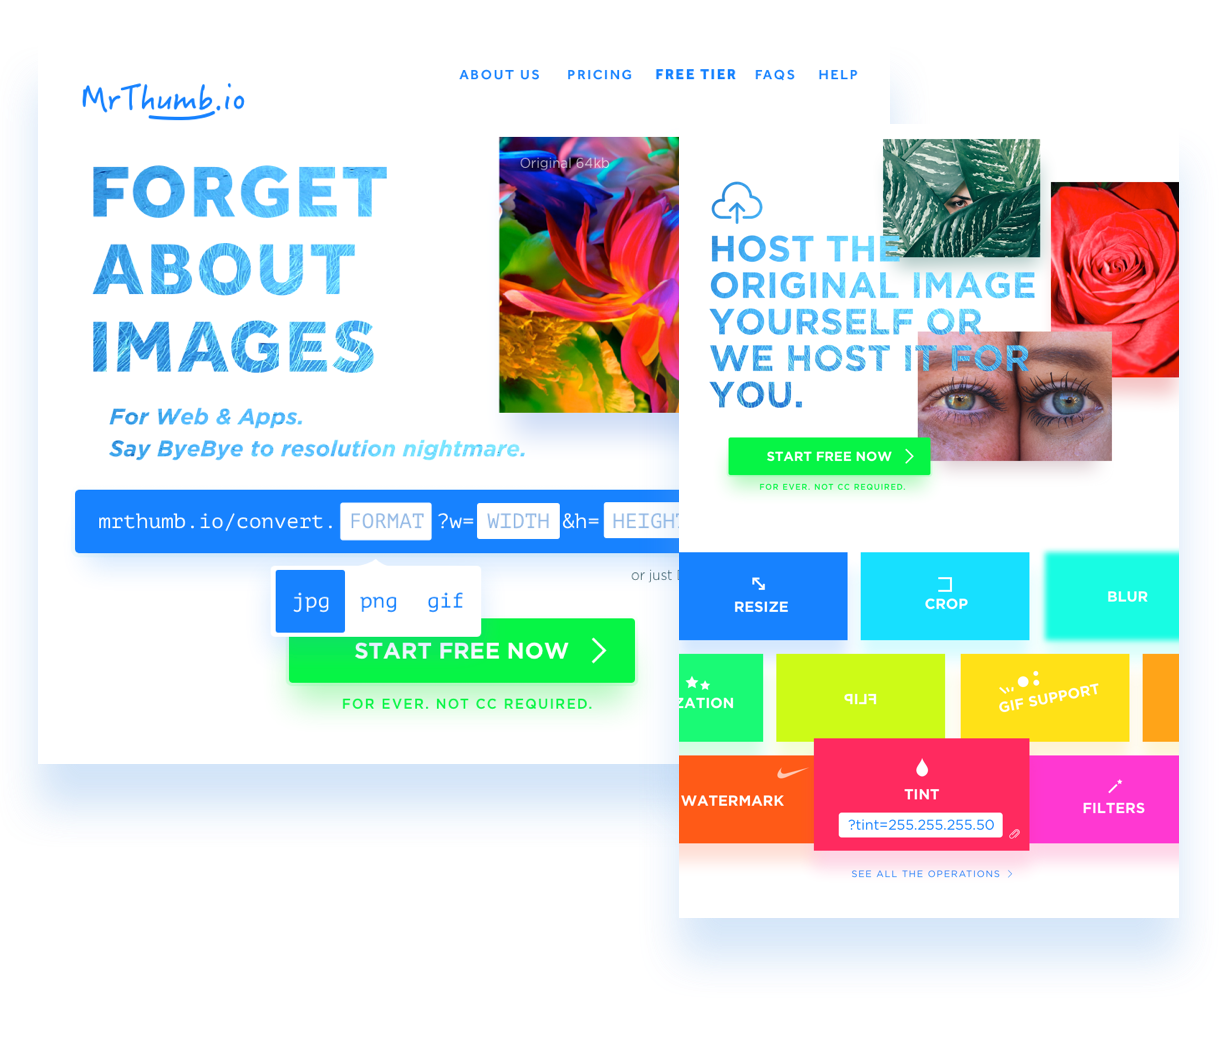 MrThumb.io
ABOUT US PRICING FREE TIER FAQS HELP
FORGET
ABOUT
IMAGES
For Web & Apps.
Say ByeBye to resolution nightmare.
Original 64kb
mrthumb.io/convert. FORMAT ?w= WIDTH &h= HEIGHT
or just
jpg png gif
START FREE NOW
FOR EVER. NOT CC REQUIRED.
HOST THE
ORIGINAL IMAGE
YOURSELF OR
WE HOST IT FOR
YOU.
START FREE NOW
FOR EVER. NOT CC REQUIRED.
RESIZE CROP BLUR
ZATION FLIP GIF SUPPORT
WATERMARK TINT FILTERS
?tint=255.255.255.50
SEE ALL THE OPERATIONS